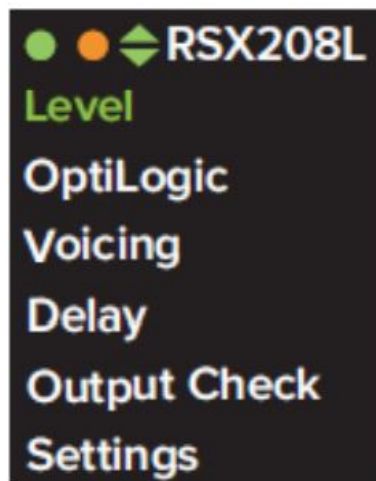 RSX208L
Level
OptiLogic
Voicing
Delay
Output Check
Settings